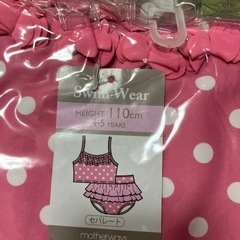 Swim Wear
HEIGHT 110cm
4-5 YEARS
セパレート
motherways